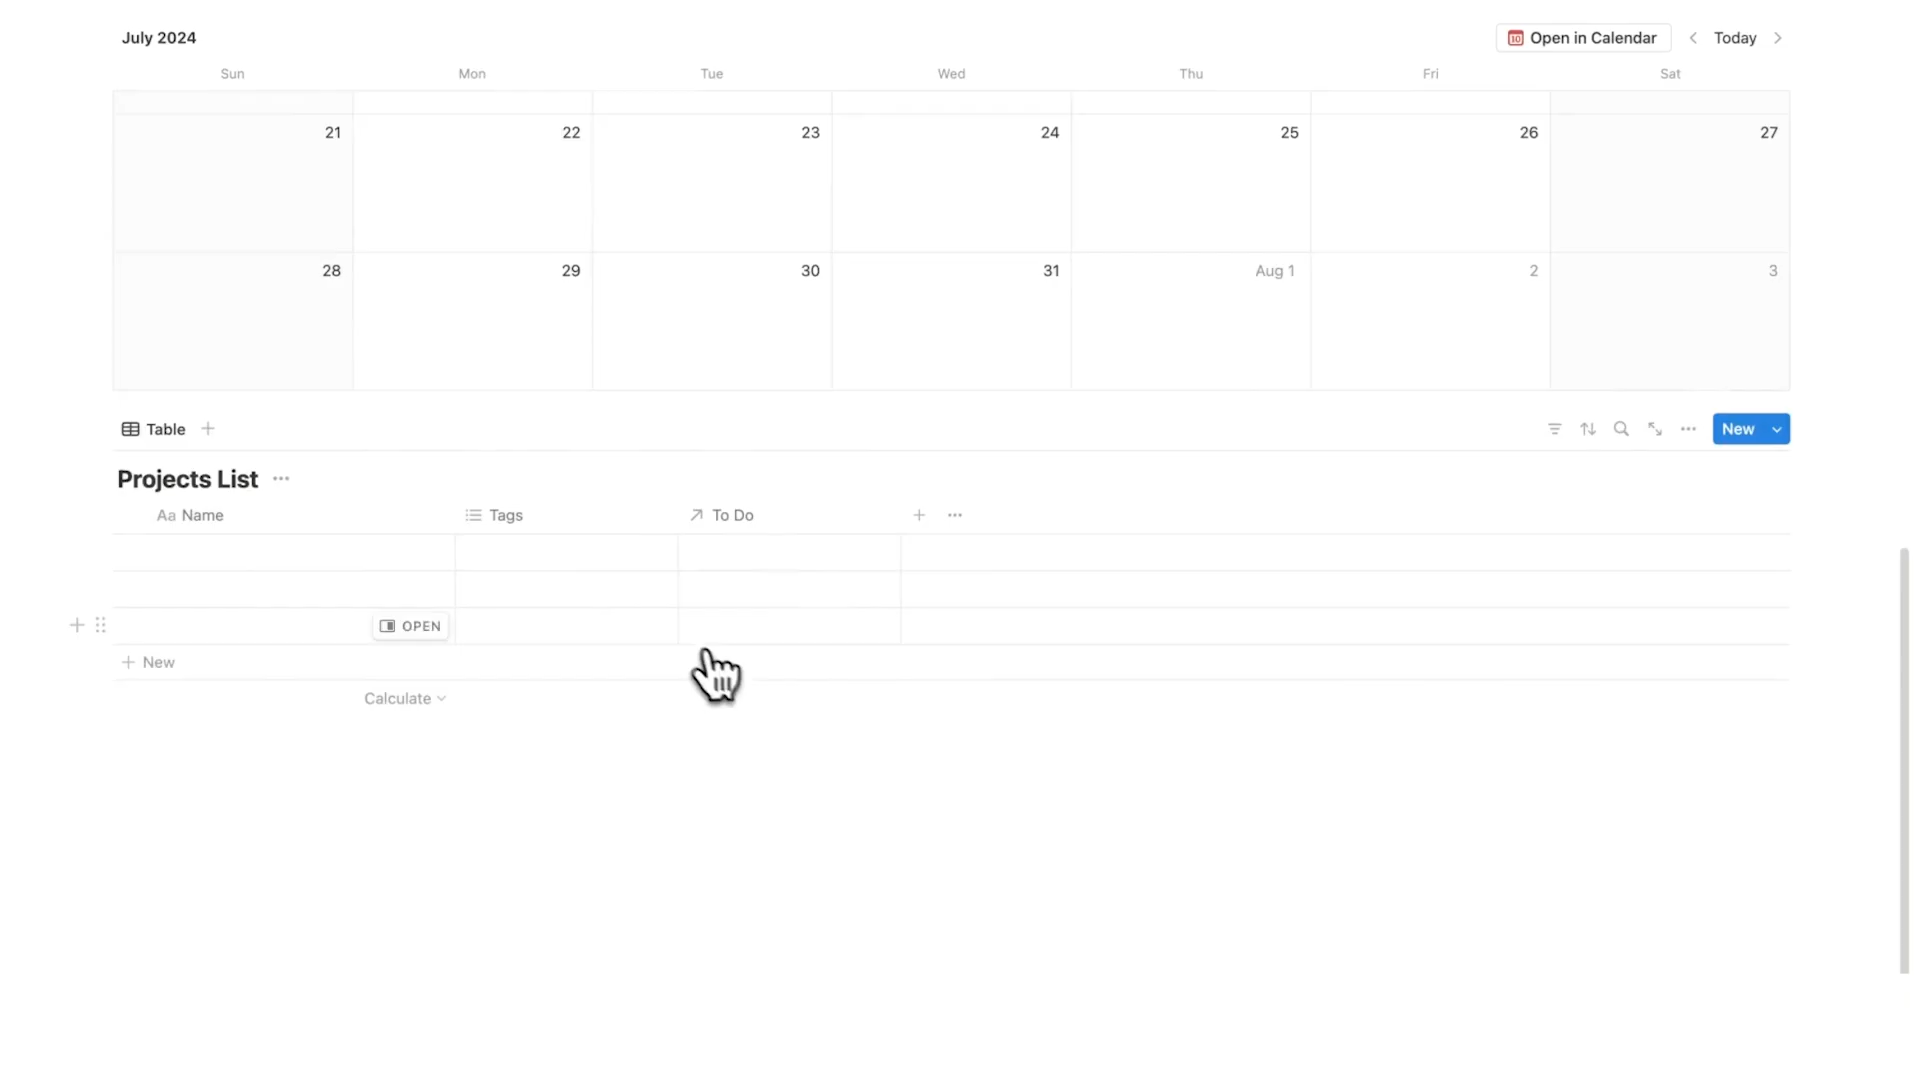 July 2024
Open in Calendar
Today
Sun Mon Tue Wed Thu Fri Sat
21 22 23 24 25 26 27
28 29 30 31 Aug 1 2 3
Table
New
Projects List
Aa Name Tags To Do
OPEN
New
Calculate